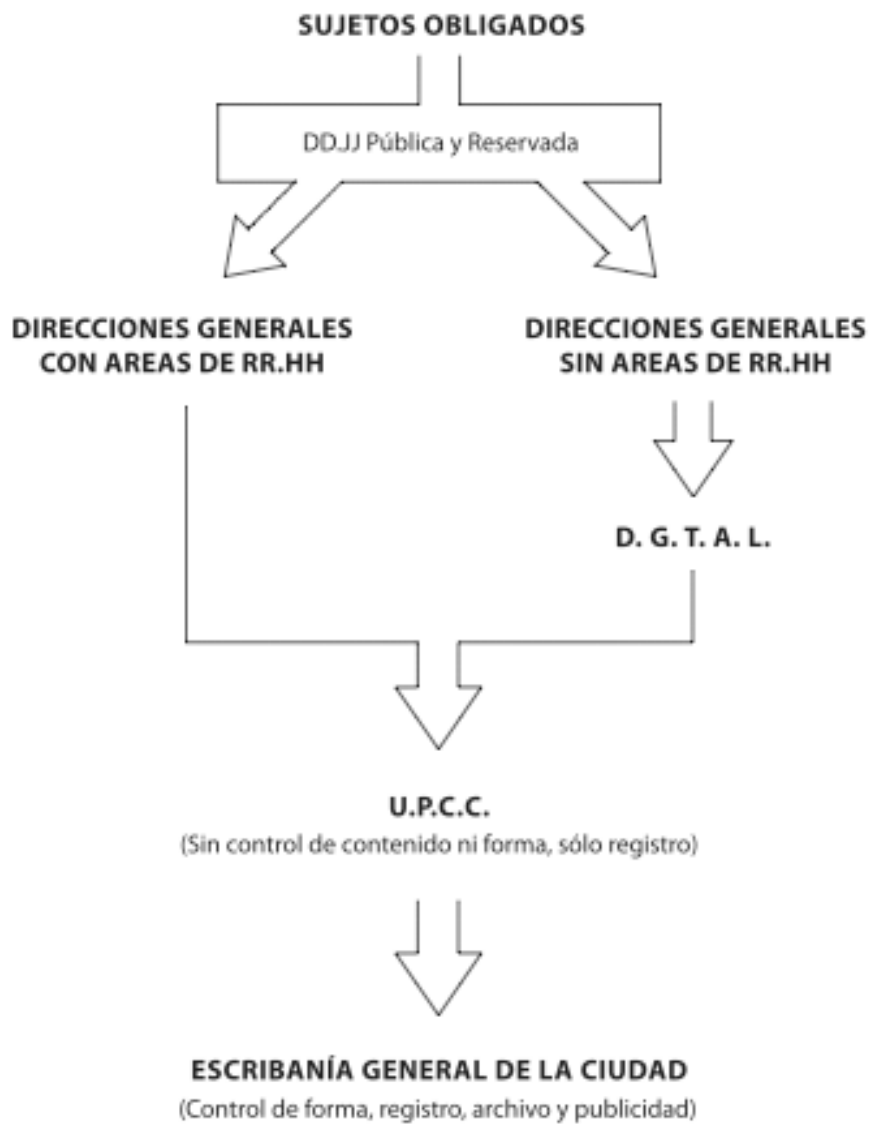 SUJETOS OBLIGADOS
DD.JJ Pública y Reservada
DIRECCIONES GENERALES
CON AREAS DE RR.HH
DIRECCIONES GENERALES
SIN AREAS DE RR.HH
D. G. T. A. L.
U.P.C.C.
(Sin control de contenido ni forma, sólo registro)
ESCRIBANÍA GENERAL DE LA CIUDAD
(Control de forma, registro, archivo y publicidad)